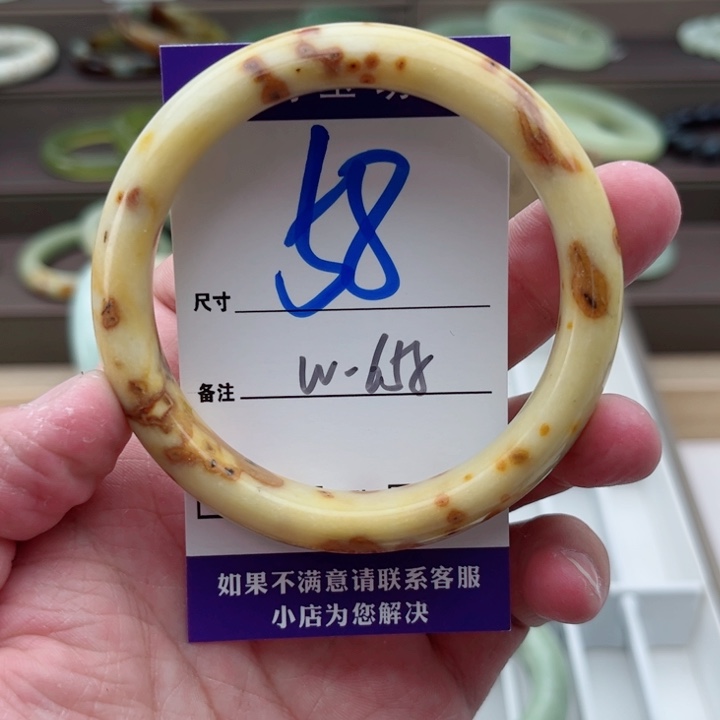 58
尺寸
备注 W-658
如果不满意请联系客服
小店为您解决